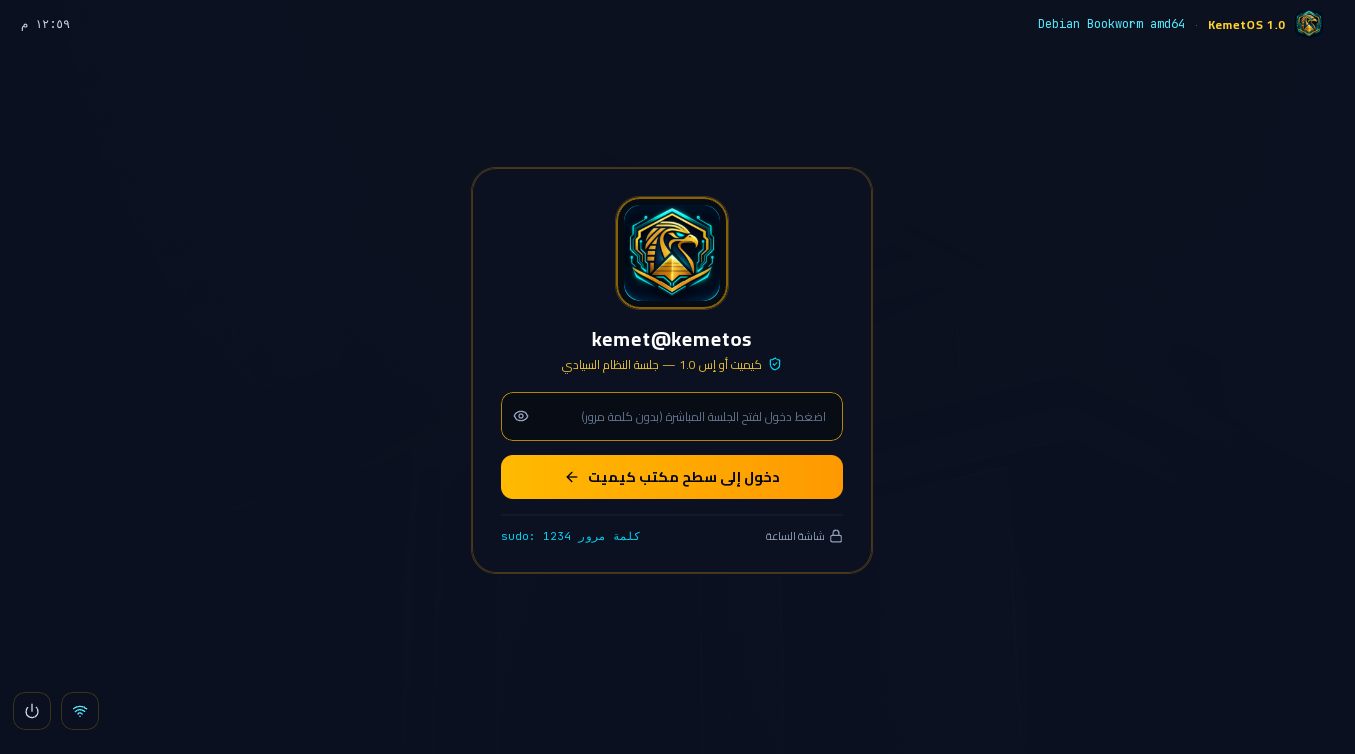 KemetOS 1.0 · Debian Bookworm amd64
١٢:٥٩ م
kemet@kemetos
كيميت أو إس 1.0 — جلسة النظام السيادي
اضغط دخول لفتح الجلسة المباشرة (بدون كلمة مرور)
دخول إلى سطح مكتب كيميت ←
شاشة الساعة
كلمة مرور sudo: 1234